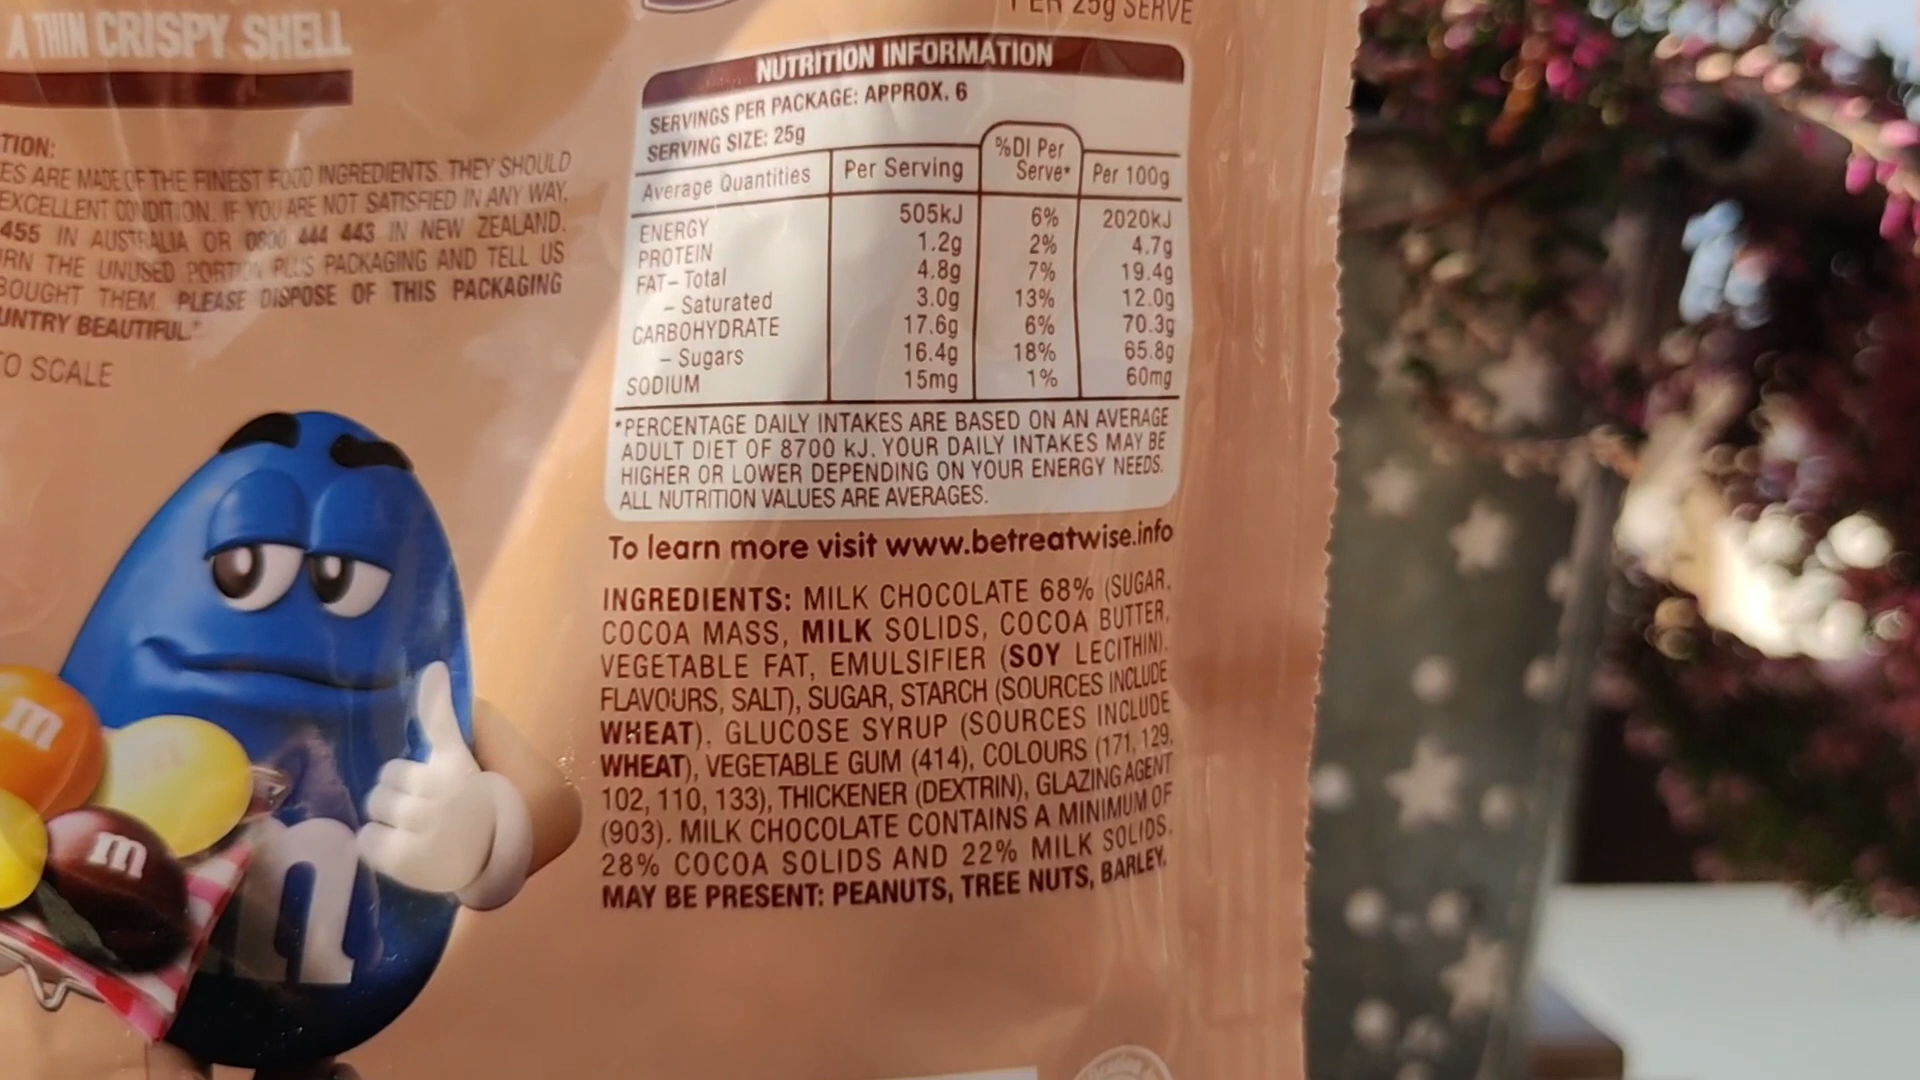 A THIN CRISPY SHELL
TION:
ES ARE MADE OF THE FINEST FOOD INGREDIENTS. THEY SHOULD
EXCELLENT CONDITION. IF YOU ARE NOT SATISFIED IN ANY WAY,
455 IN AUSTRALIA OR 0800 444 443 IN NEW ZEALAND.
URN THE UNUSED PORTION PLUS PACKAGING AND TELL US
BOUGHT THEM. PLEASE DISPOSE OF THIS PACKAGING
UNTRY BEAUTIFUL."
TO SCALE
m
m
m
PER 25g SERVE
NUTRITION INFORMATION
SERVINGS PER PACKAGE: APPROX. 6
SERVING SIZE: 25g
Average Quantities Per Serving %DI Per Serve* Per 100g
ENERGY 505kJ 6% 2020kJ
PROTEIN 1.2g 2% 4.7g
FAT– Total 4.8g 7% 19.4g
– Saturated 3.0g 13% 12.0g
CARBOHYDRATE 17.6g 6% 70.3g
– Sugars 16.4g 18% 65.8g
SODIUM 15mg 1% 60mg
*PERCENTAGE DAILY INTAKES ARE BASED ON AN AVERAGE
ADULT DIET OF 8700 kJ. YOUR DAILY INTAKES MAY BE
HIGHER OR LOWER DEPENDING ON YOUR ENERGY NEEDS.
ALL NUTRITION VALUES ARE AVERAGES.
To learn more visit www.betreatwise.info
INGREDIENTS: MILK CHOCOLATE 68% (SUGAR,
COCOA MASS, MILK SOLIDS, COCOA BUTTER,
VEGETABLE FAT, EMULSIFIER (SOY LECITHIN),
FLAVOURS, SALT), SUGAR, STARCH (SOURCES INCLUDE
WHEAT), GLUCOSE SYRUP (SOURCES INCLUDE
WHEAT), VEGETABLE GUM (414), COLOURS (171, 129,
102, 110, 133), THICKENER (DEXTRIN), GLAZING AGENT
(903). MILK CHOCOLATE CONTAINS A MINIMUM OF
28% COCOA SOLIDS AND 22% MILK SOLIDS.
MAY BE PRESENT: PEANUTS, TREE NUTS, BARLEY.